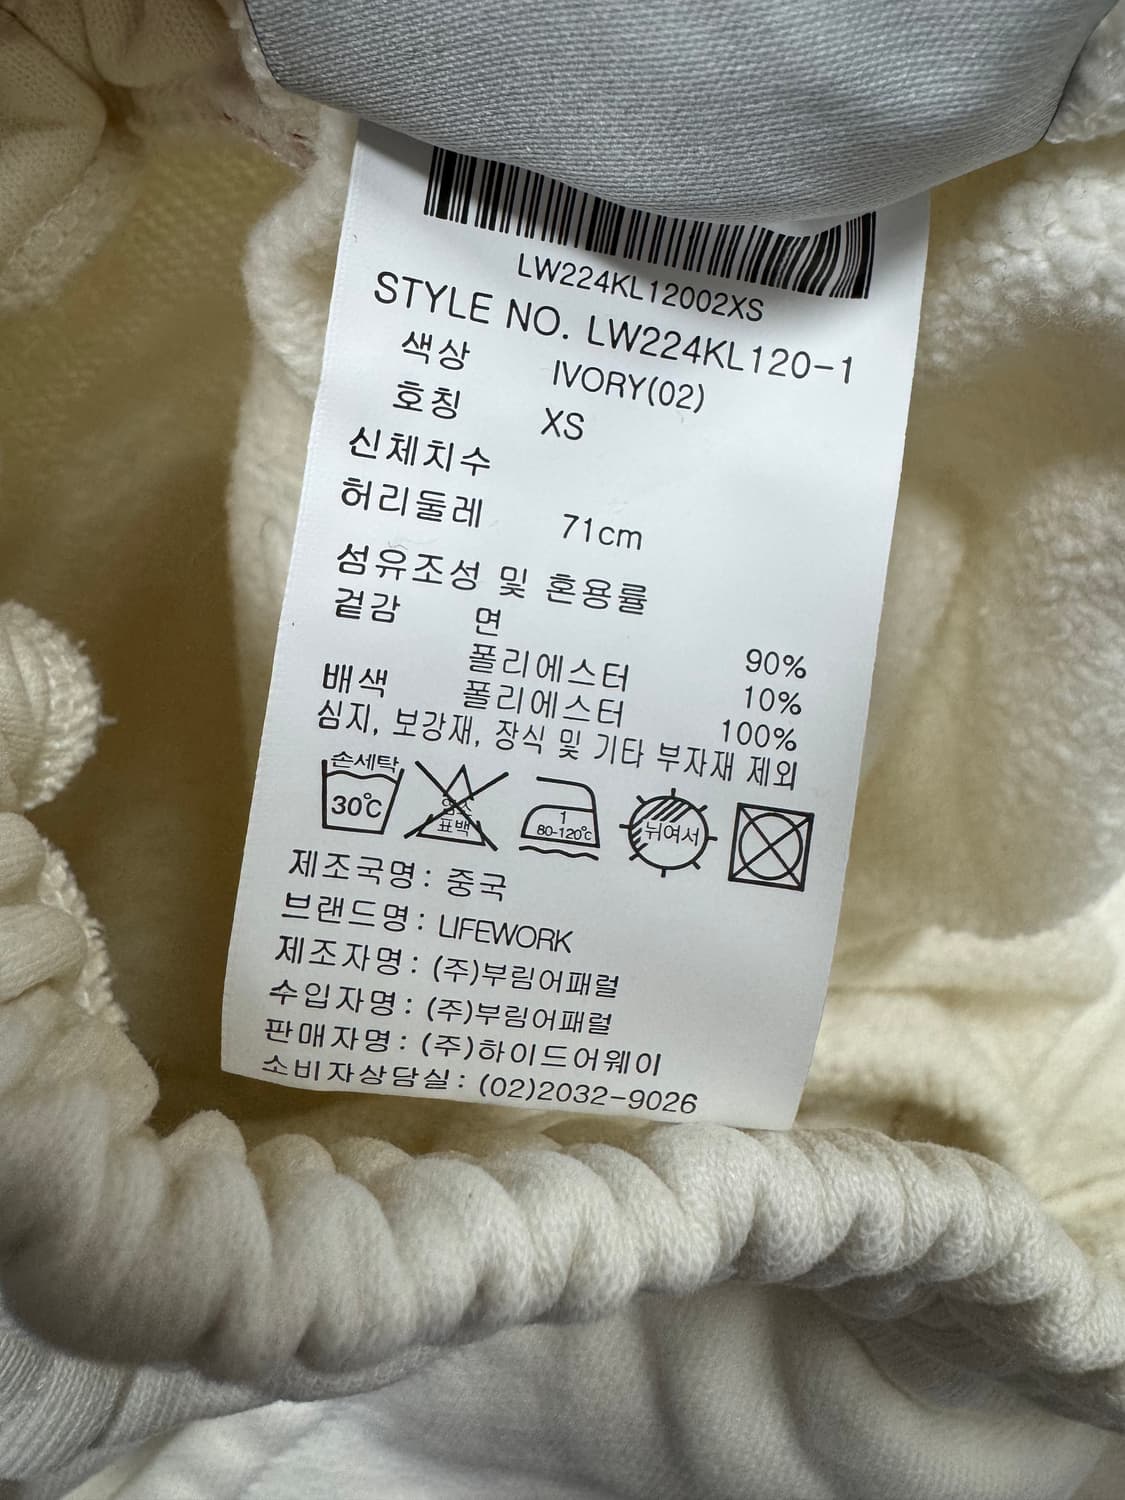 LW224KL12002XS
STYLE NO. LW224KL120-1
색상 IVORY(02)
호칭 XS
신체치수
허리둘레 71cm
섬유조성 및 혼용률
겉감 면 90%
폴리에스터 10%
배색 폴리에스터 100%
심지, 보강재, 장식 및 기타 부자재 제외
손세탁 30℃ 염소 표백 1 80-120℃ 뉘여서
제조국명: 중국
브랜드명: LIFEWORK
제조자명: (주)부림어패럴
수입자명: (주)부림어패럴
판매자명: (주)하이드어웨이
소비자상담실: (02)2032-9026